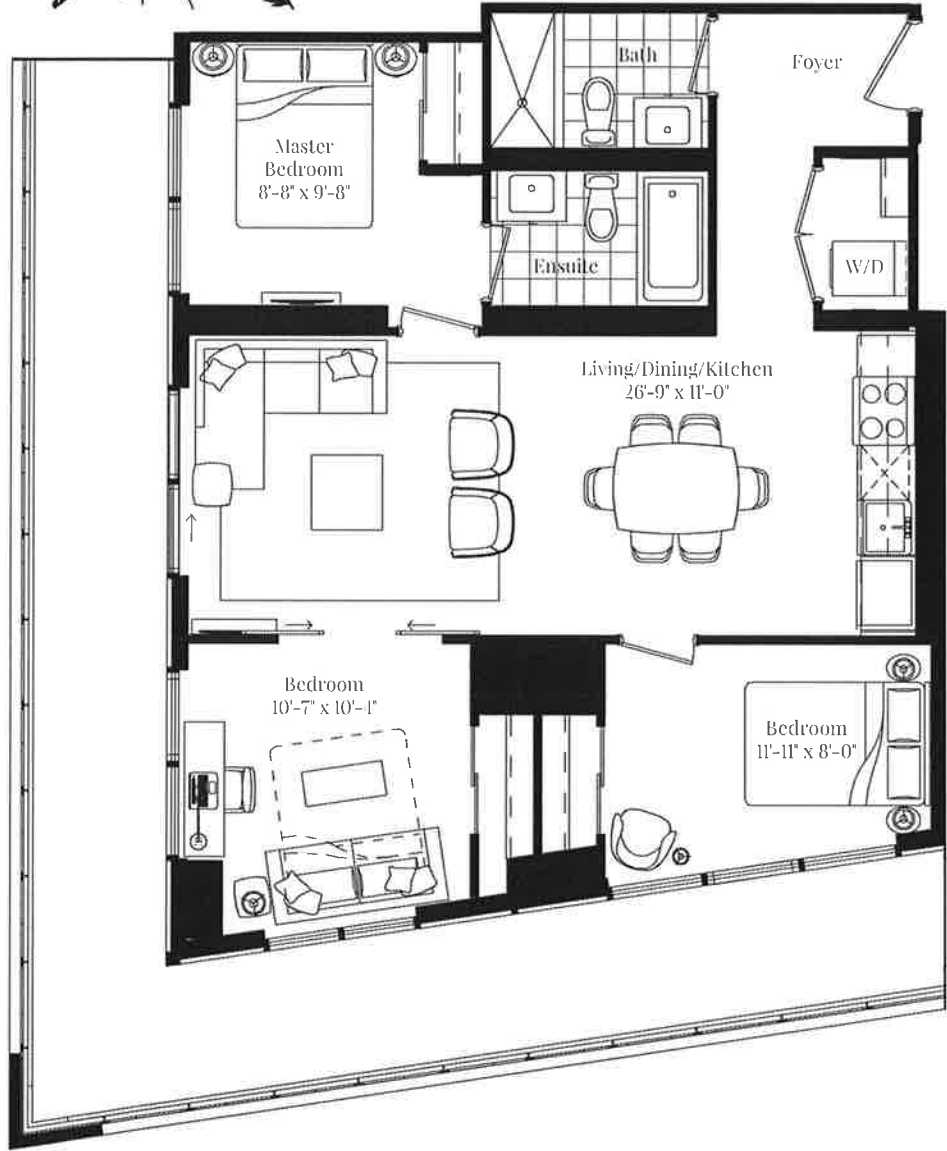 Bath
Foyer
Master
Bedroom
8'-8" x 9'-8"
Ensuite
W/D
Living/Dining/Kitchen
26'-9" x 11'-0"
Bedroom
10'-7" x 10'-4"
Bedroom
11'-11" x 8'-0"